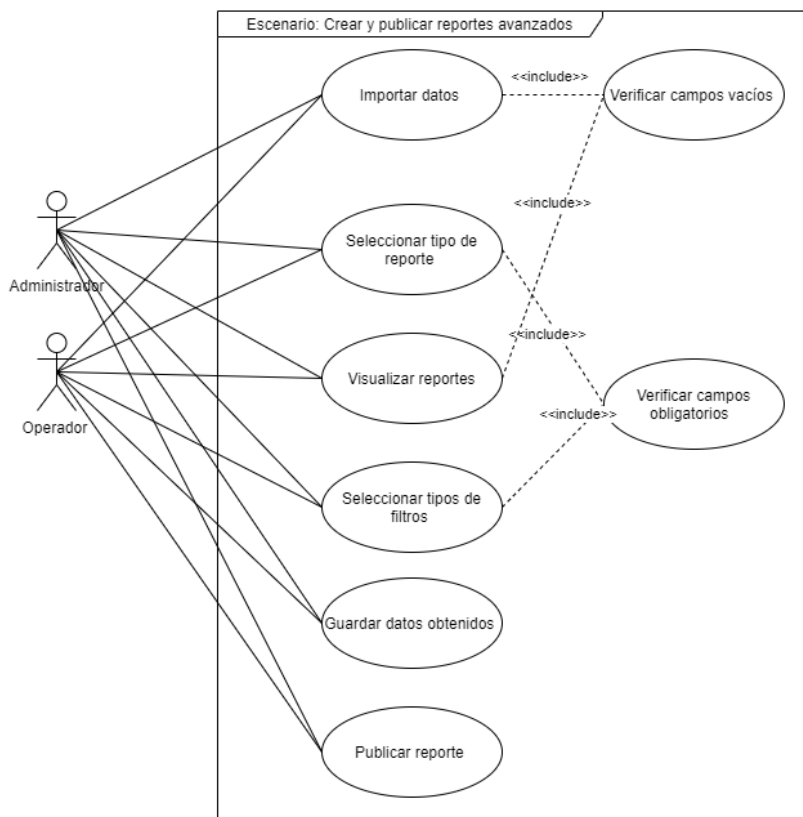 Escenario: Crear y publicar reportes avanzados
Importar datos
<<include>>
Verificar campos vacíos
Administrador
Seleccionar tipo de
reporte
<<include>>
Operador
Visualizar reportes
<<include>>
Verificar campos
obligatorios
<<include>>
Seleccionar tipos de
filtros
Guardar datos obtenidos
Publicar reporte